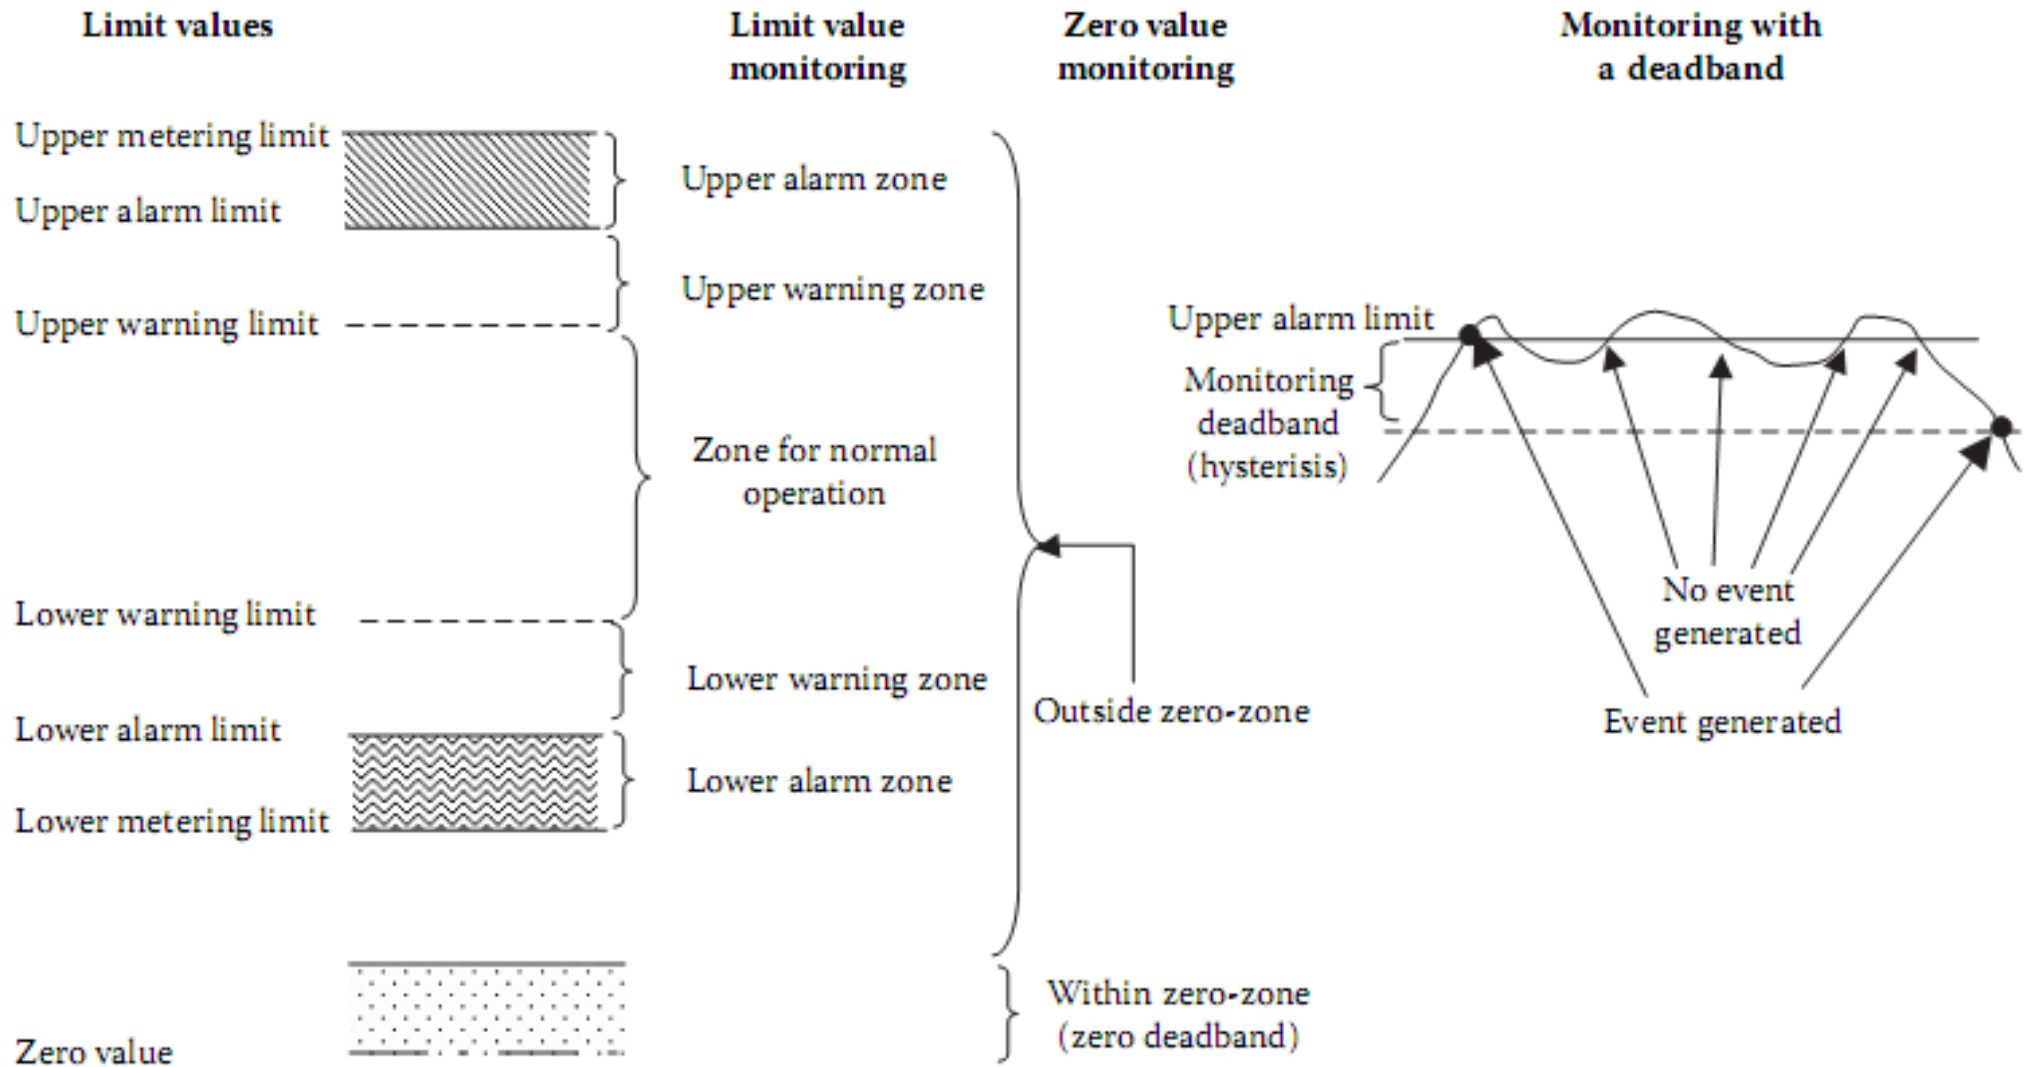 Limit values
Limit value
monitoring
Zero value
monitoring
Monitoring with
a deadband
Upper metering limit
Upper alarm limit
Upper warning limit
Lower warning limit
Lower alarm limit
Lower metering limit
Zero value
Upper alarm zone
Upper warning zone
Zone for normal
operation
Lower warning zone
Lower alarm zone
Outside zero-zone
Within zero-zone
(zero deadband)
Upper alarm limit
Monitoring
deadband
(hysterisis)
No event
generated
Event generated